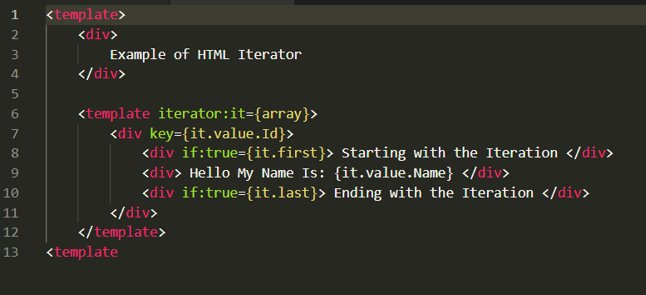 1 <template>
2 <div>
3 Example of HTML Iterator
4 </div>
5
6 <template iterator:it={array}>
7 <div key={it.value.Id}>
8 <div if:true={it.first}> Starting with the Iteration </div>
9 <div> Hello My Name Is: {it.value.Name} </div>
10 <div if:true={it.last}> Ending with the Iteration </div>
11 </div>
12 </template>
13 <template